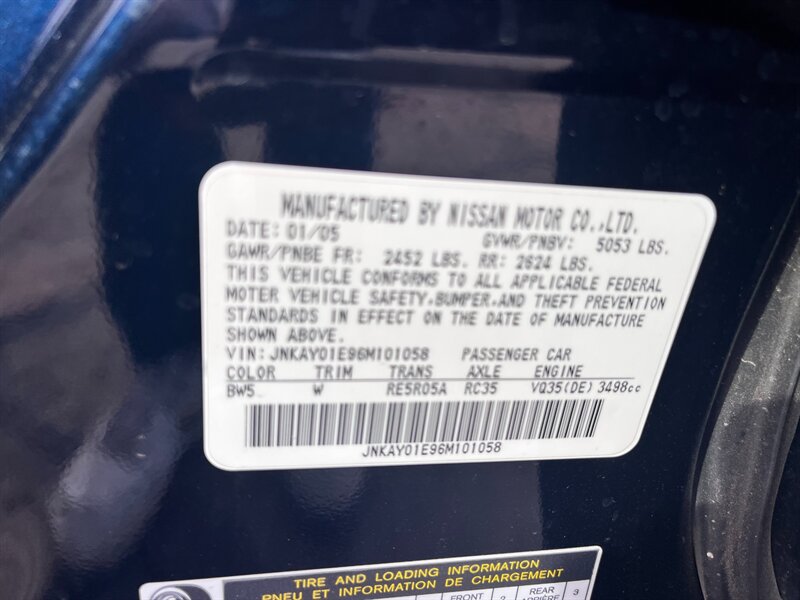 MANUFACTURED BY NISSAN MOTOR CO.,LTD.
DATE: 01/05 GVWR/PNBV: 5053 LBS.
GAWR/PNBE FR: 2452 LBS. RR: 2624 LBS.
THIS VEHICLE CONFORMS TO ALL APPLICABLE FEDERAL
MOTER VEHICLE SAFETY,BUMPER,AND THEFT PREVENTION
STANDARDS IN EFFECT ON THE DATE OF MANUFACTURE
SHOWN ABOVE.
VIN: JNKAY01E96M101058 PASSENGER CAR
COLOR TRIM TRANS AXLE ENGINE
BW5 W RE5R05A RC35 VQ35(DE) 3498cc
JNKAY01E96M101058
TIRE AND LOADING INFORMATION
PNEU ET INFORMATION DE CHARGEMENT
FRONT 2 REAR 3